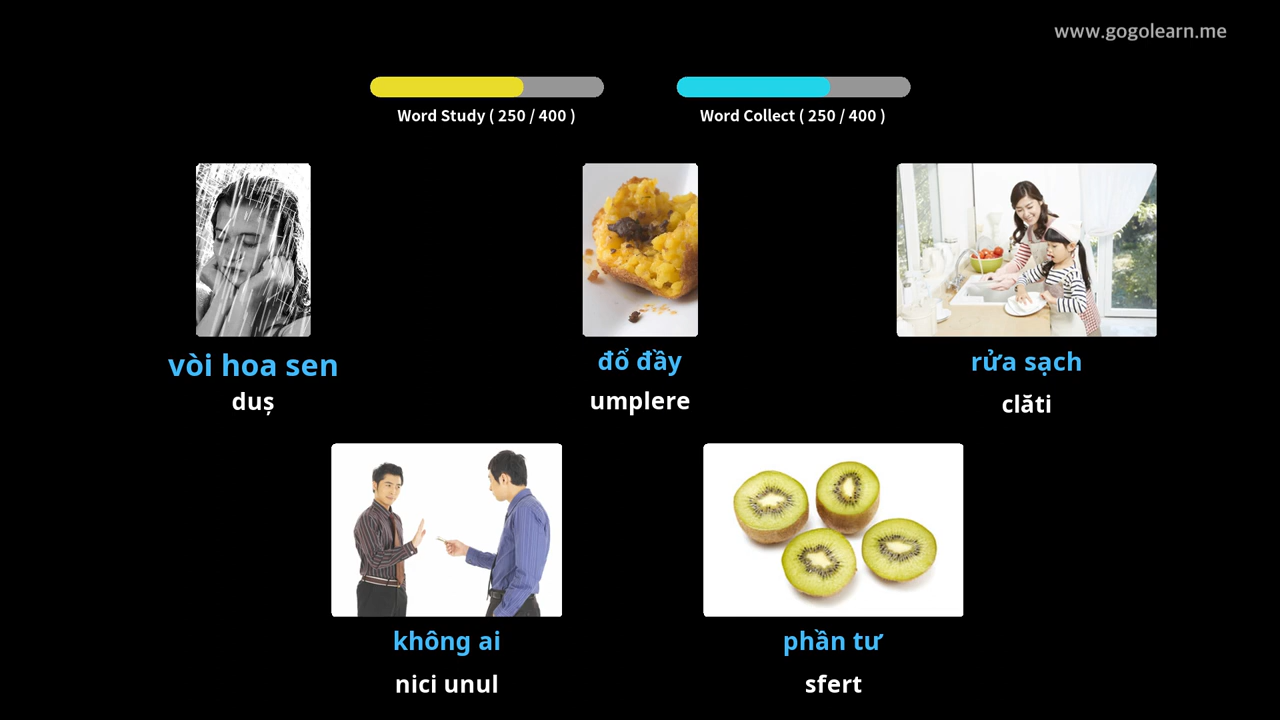 www.gogolearn.me
Word Study ( 250 / 400 )
Word Collect ( 250 / 400 )
vòi hoa sen
duș
đổ đầy
umplere
rửa sạch
clăti
không ai
nici unul
phần tư
sfert